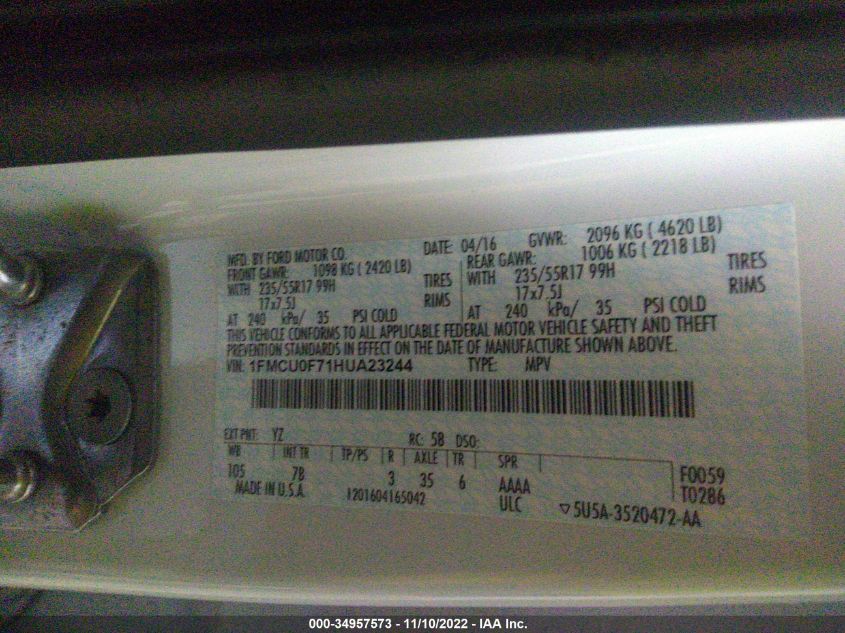 MFD. BY FORD MOTOR CO. DATE: 04/16 GVWR: 2096 KG ( 4620 LB)
FRONT GAWR: 1098 KG ( 2420 LB) REAR GAWR: 1006 KG ( 2218 LB)
WITH 235/55R17 99H TIRES WITH 235/55R17 99H TIRES
17x7.5J RIMS 17x7.5J RIMS
AT 240 kPa/ 35 PSI COLD AT 240 kPa/ 35 PSI COLD
THIS VEHICLE CONFORMS TO ALL APPLICABLE FEDERAL MOTOR VEHICLE SAFETY AND THEFT
PREVENTION STANDARDS IN EFFECT ON THE DATE OF MANUFACTURE SHOWN ABOVE.
VIN: 1FMCU0F71HUA23244 TYPE: MPV
EXT PNT: YZ RC: 58 DSO:
WB INT TR TP/PS R AXLE TR SPR
105 7B 3 35 6 AAAA F0059
MADE IN U.S.A. 1201604165042 ULC T0286
▽5U5A-3520472-AA
000-34957573 - 11/10/2022 - IAA Inc.